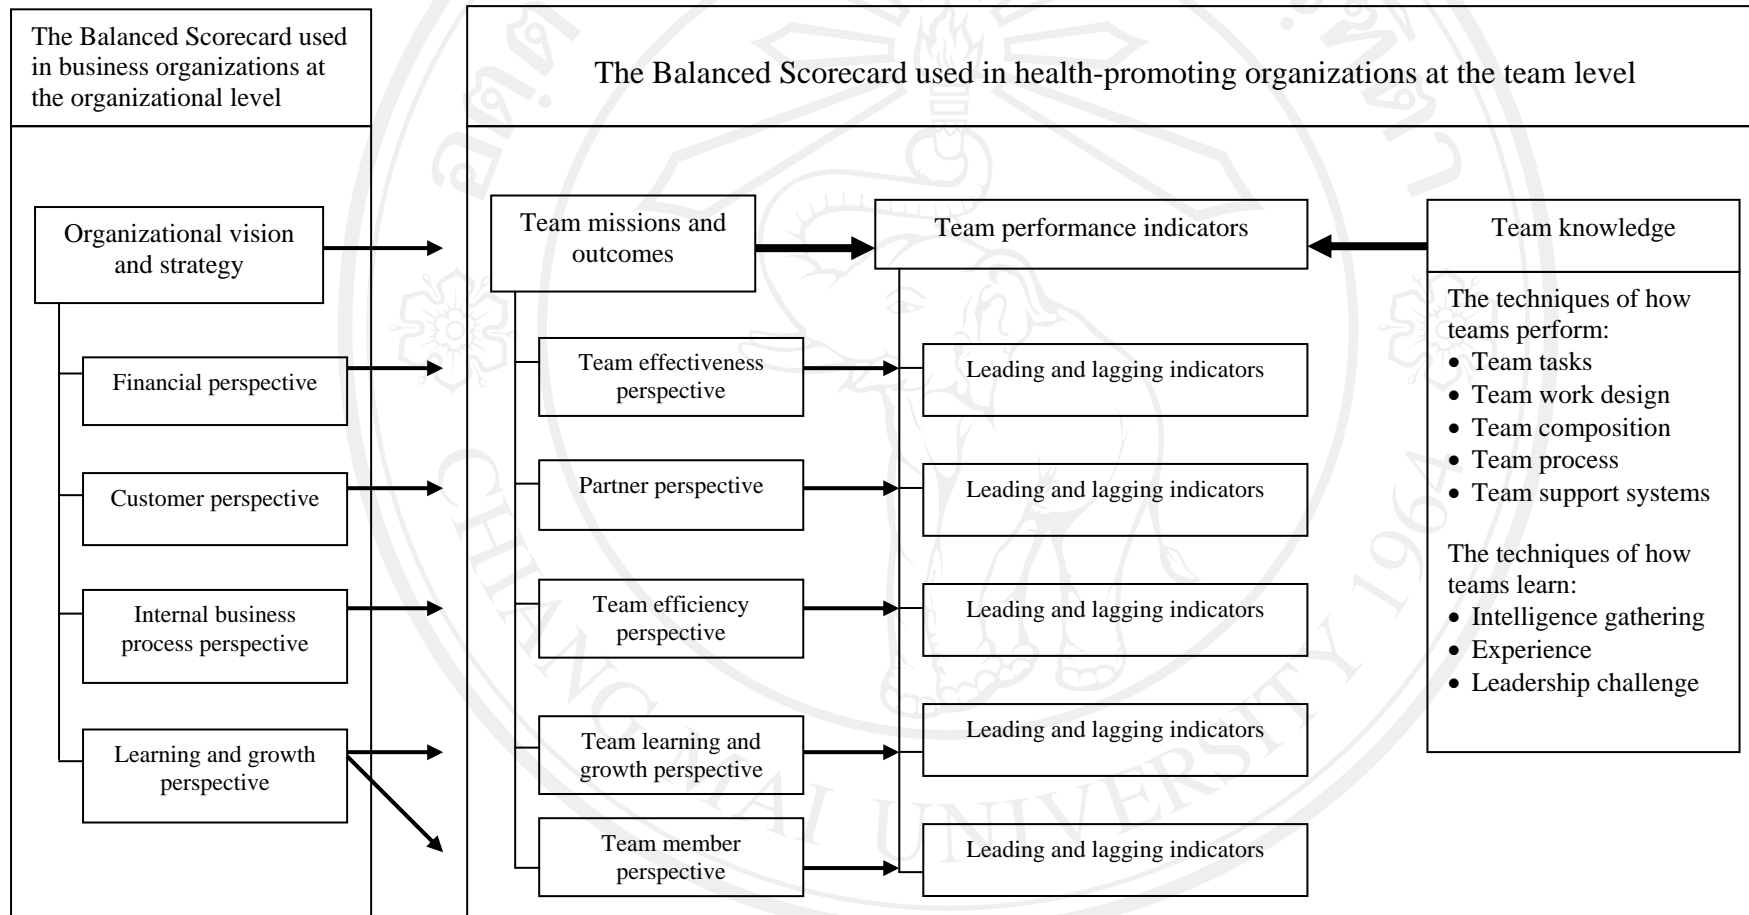 The Balanced Scorecard used
in business organizations at
the organizational level
The Balanced Scorecard used in health-promoting organizations at the team level
Organizational vision
and strategy
Financial perspective
Customer perspective
Internal business
process perspective
Learning and growth
perspective
Team missions and
outcomes
Team effectiveness
perspective
Partner perspective
Team efficiency
perspective
Team learning and
growth perspective
Team member
perspective
Team performance indicators
Leading and lagging indicators
Leading and lagging indicators
Leading and lagging indicators
Leading and lagging indicators
Leading and lagging indicators
Team knowledge
The techniques of how
teams perform:
• Team tasks
• Team work design
• Team composition
• Team process
• Team support systems
The techniques of how
teams learn:
• Intelligence gathering
• Experience
• Leadership challenge
CHIANG MAI UNIVERSITY 1964